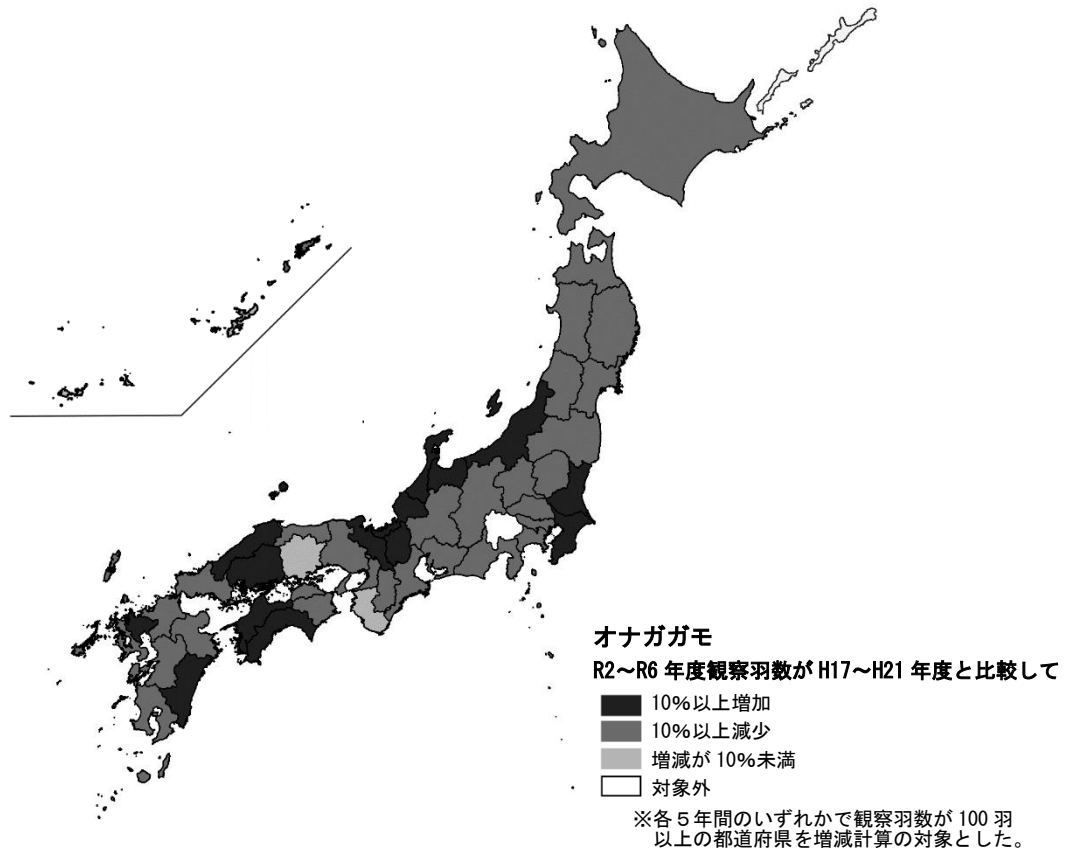 オナガガモ
R2～R6 年度観察羽数が H17～H21 年度と比較して
10%以上増加
10%以上減少
増減が 10%未満
対象外
※各５年間のいずれかで観察羽数が 100 羽
以上の都道府県を増減計算の対象とした。